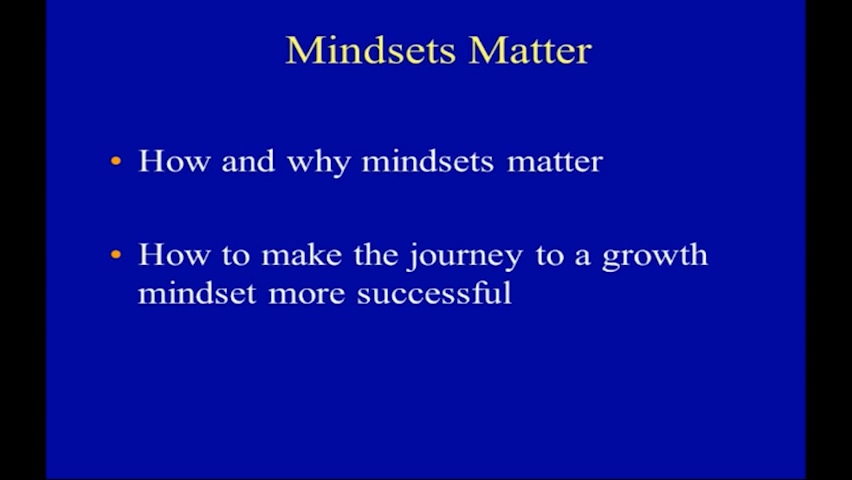 Mindsets Matter
• How and why mindsets matter
• How to make the journey to a growth
mindset more successful